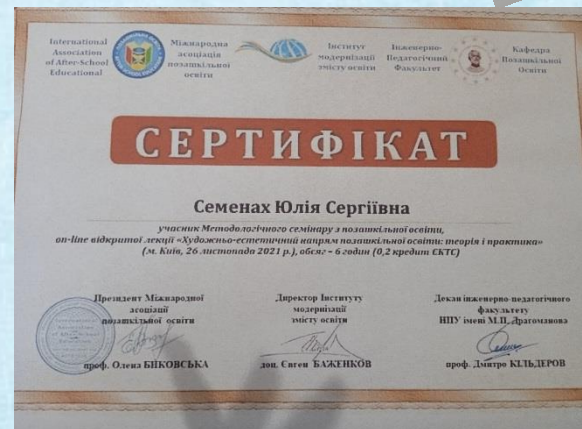 International
Association
of After-School
Educational
Міжнародна
асоціація
позашкільної
освіти
Інститут
модернізації
змісту освіти
Інженерно-
Педагогічний
Факультет
Кафедра
Позашкільної
Освіти
СЕРТИФІКАТ
Семенах Юлія Сергіївна
учасник Методологічного семінару з позашкільної освіти,
on-line відкритої лекції «Художньо-естетичний напрям позашкільної освіти: теорія і практика»
(м. Київ, 26 листопада 2021 р.), обсяг – 6 годин (0,2 кредит ЄКТС)
Президент Міжнародної
асоціації
позашкільної освіти
проф. Олена БИКОВСЬКА
Директор Інституту
модернізації
змісту освіти
доц. Євген БАЖЕНКОВ
Декан інженерно-педагогічного
факультету
НПУ імені М.П. Драгоманова
проф. Дмитро КІЛЬДЕРОВ